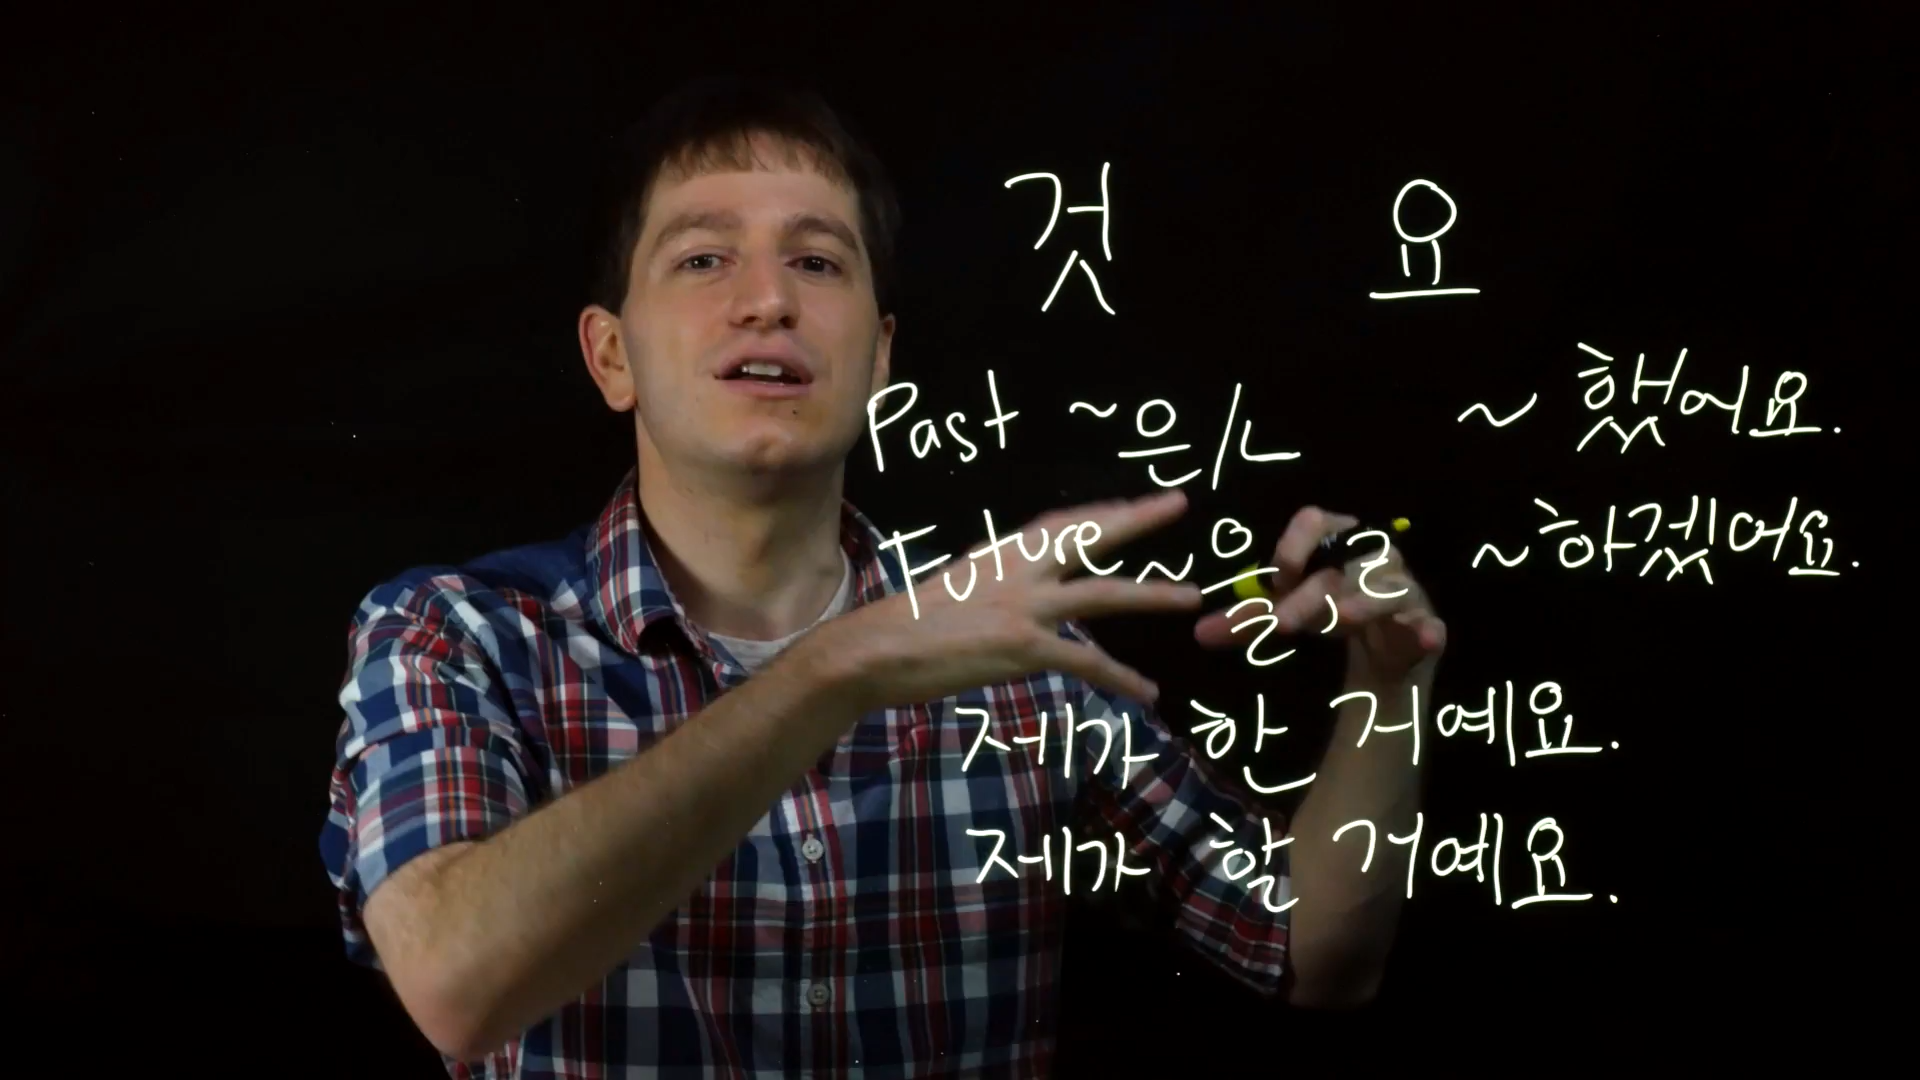 것 요
Past ~은/ㄴ ~했어요.
Future ~을,ㄹ ~하겠어요.
제가 한 거예요.
제가 할 거예요.